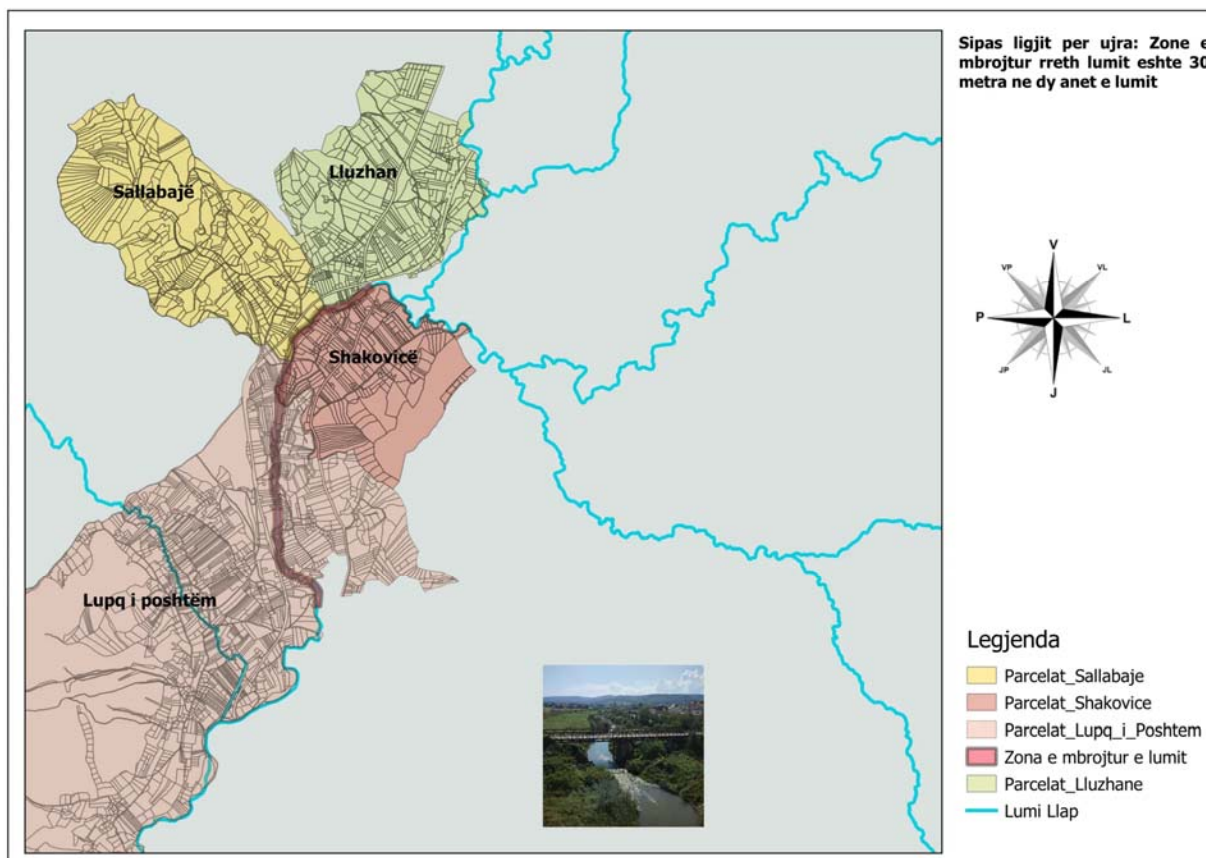 Sipas ligjit per ujra: Zone e
mbrojtur rreth lumit eshte 30
metra ne dy anet e lumit
Sallabajë
Lluzhan
Shakovicë
Lupq i poshtëm
V
VP
VL
P
L
JP
JL
J
Legjenda
Parcelat_Sallabaje
Parcelat_Shakovice
Parcelat_Lupq_i_Poshtem
Zona e mbrojtur e lumit
Parcelat_Lluzhane
Lumi Llap